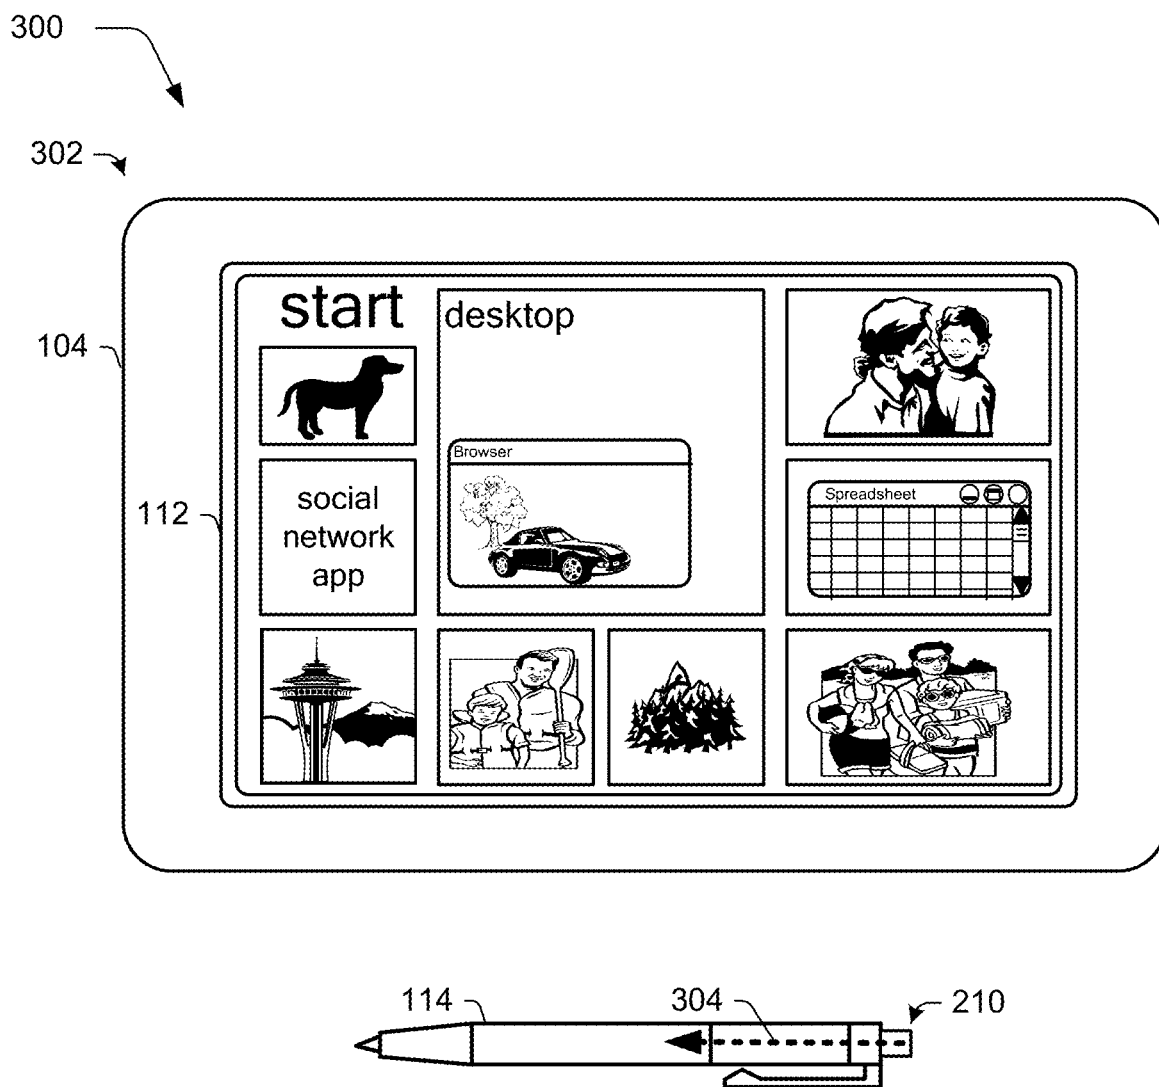 300
302
start
desktop
104
Browser
112
social
network
app
Spreadsheet
114
304
210